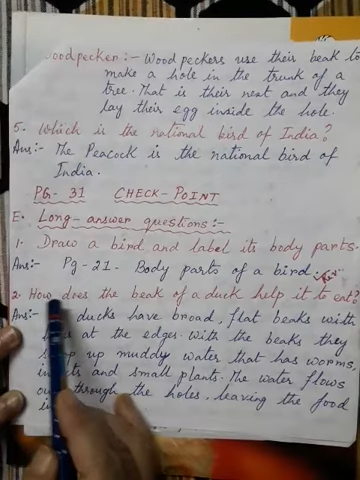 Woodpecker :- Woodpeckers use their beak to
make a hole in the trunk of a
tree. That is their nest and they
lay their egg inside the hole.
5. Which is the national bird of India?
Ans:- The Peacock is the national bird of
India.
PG- 31 CHECK-POINT
E. Long-answer questions:-
1. Draw a bird and label its body parts.
Ans:- Pg-21- Body parts of a bird.
2. How does the beak of a duck help it to eat?
Ans:- ducks have broad, flat beaks with
at the edges. With the beaks they
up muddy water that has worms,
and small plants. The water flows
through the holes, leaving the food